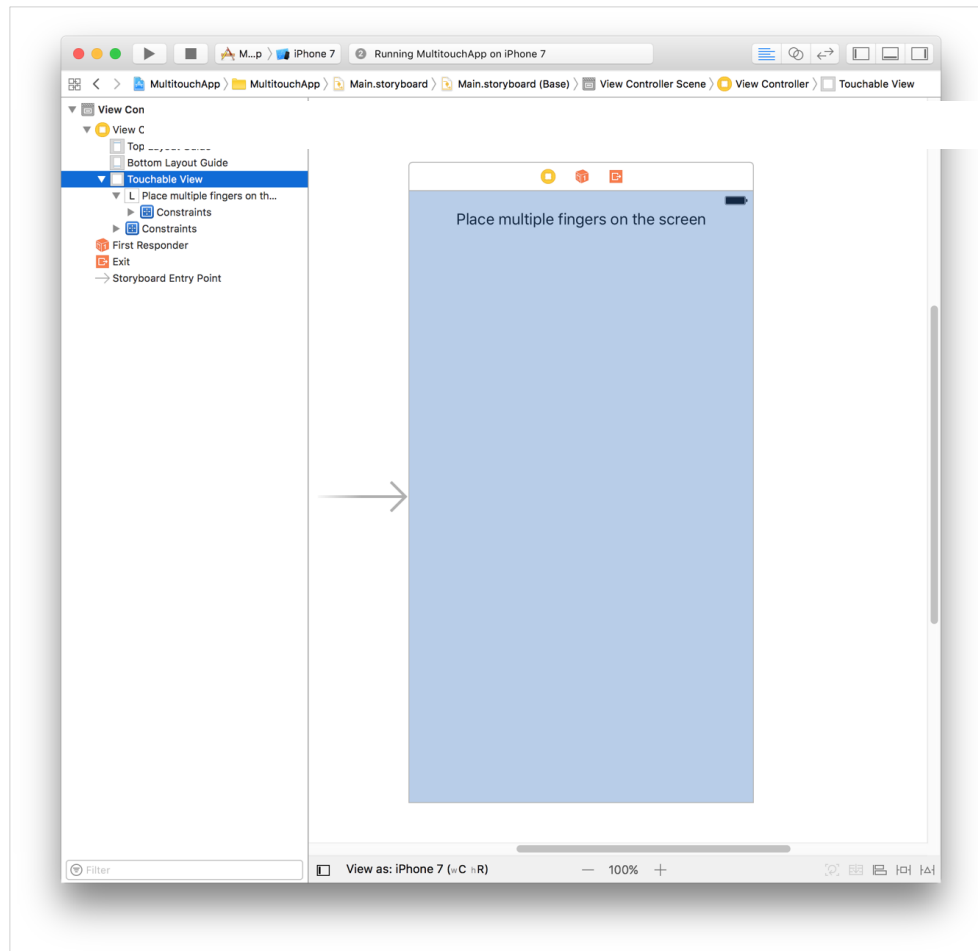 M...p 〉 iPhone 7 2 Running MultitouchApp on iPhone 7
MultitouchApp 〉 MultitouchApp 〉 Main.storyboard 〉 Main.storyboard (Base) 〉 View Controller Scene 〉 View Controller 〉 Touchable View
View Con
View C
Top
Bottom Layout Guide
Touchable View
L Place multiple fingers on th...
Constraints
Constraints
First Responder
Exit
Storyboard Entry Point
Place multiple fingers on the screen
Filter
View as: iPhone 7 (wC hR)
— 100% +